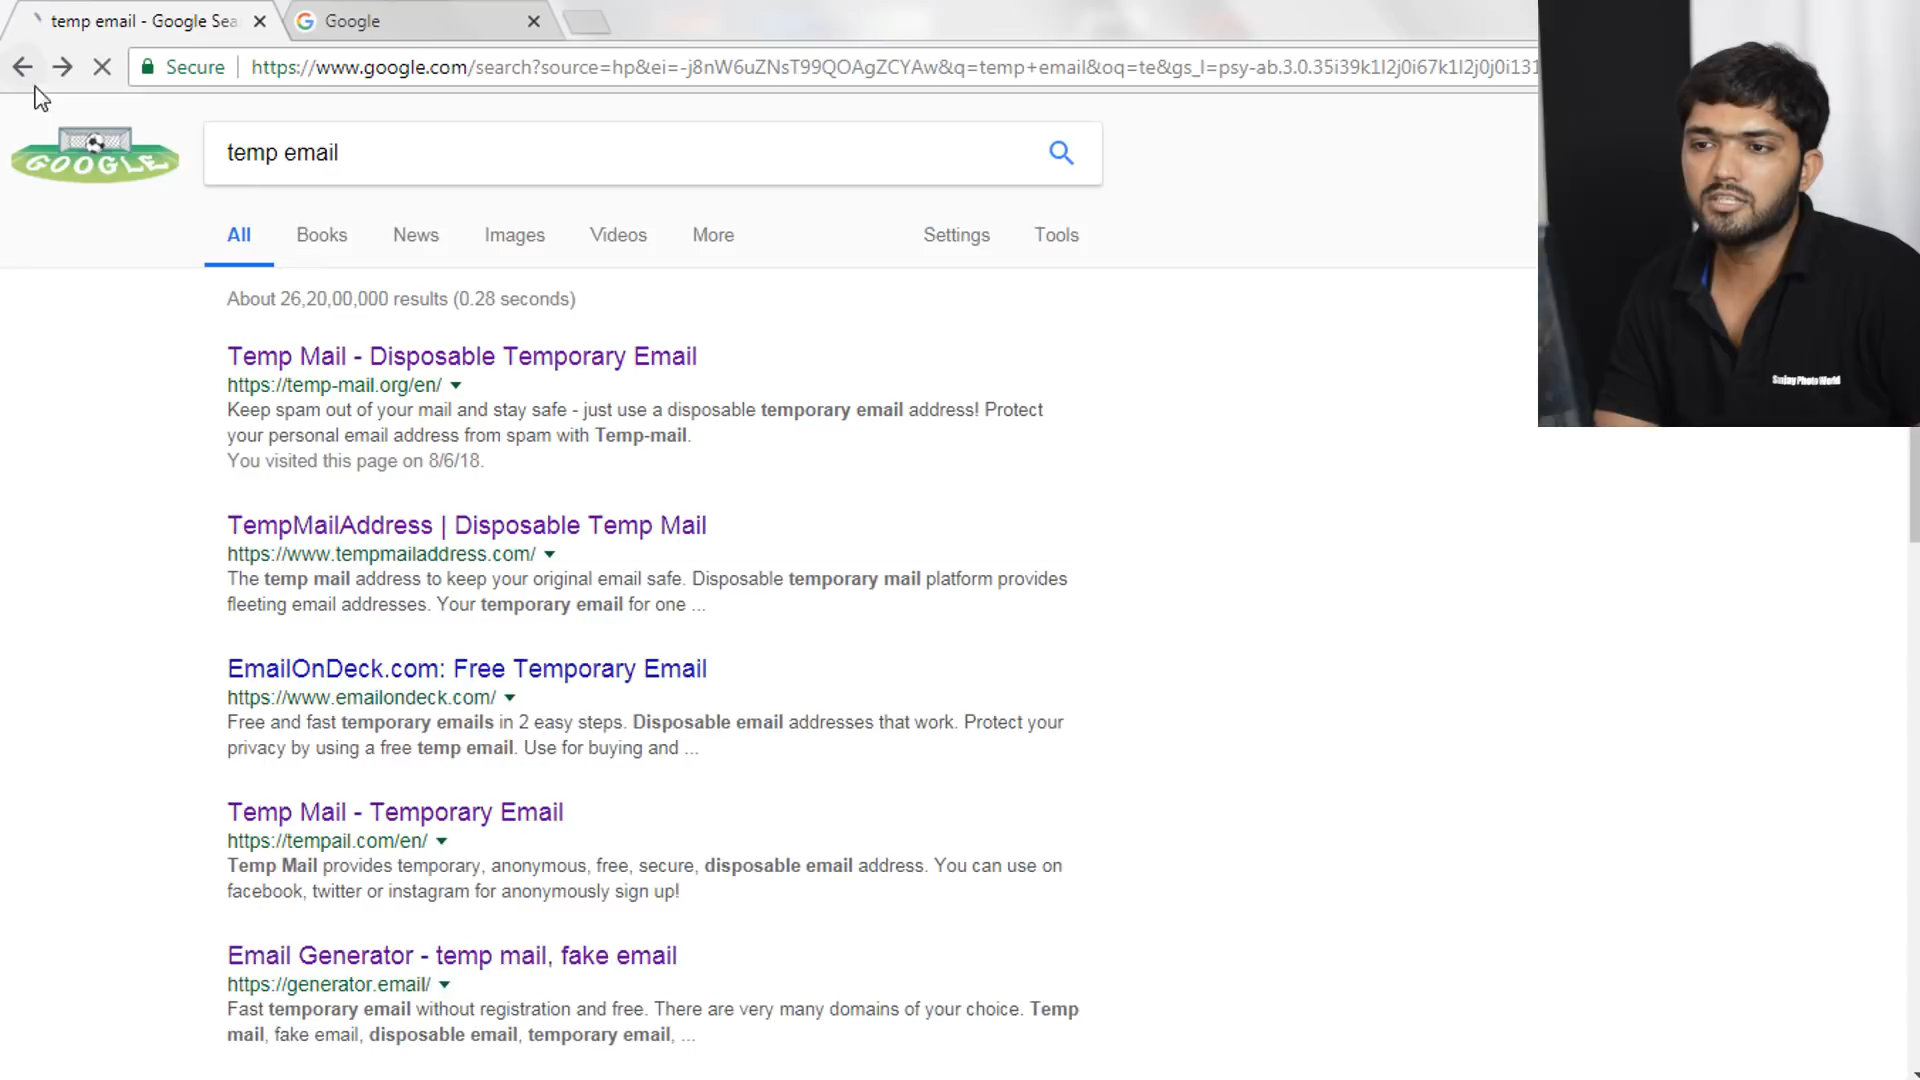 temp email - Google Sea
Google
Secure
https://www.google.com/search?source=hp&ei=-j8nW6uZNsT99QOAgZCYAw&q=temp+email&oq=te&gs_l=psy-ab.3.0.35i39k1l2j0i67k1l2j0j0i131
GOOGLE
temp email
All Books News Images Videos More Settings Tools
About 26,20,00,000 results (0.28 seconds)
Temp Mail - Disposable Temporary Email
https://temp-mail.org/en/
Keep spam out of your mail and stay safe - just use a disposable temporary email address! Protect
your personal email address from spam with Temp-mail.
You visited this page on 8/6/18.
TempMailAddress | Disposable Temp Mail
https://www.tempmailaddress.com/
The temp mail address to keep your original email safe. Disposable temporary mail platform provides
fleeting email addresses. Your temporary email for one ...
EmailOnDeck.com: Free Temporary Email
https://www.emailondeck.com/
Free and fast temporary emails in 2 easy steps. Disposable email addresses that work. Protect your
privacy by using a free temp email. Use for buying and ...
Temp Mail - Temporary Email
https://tempail.com/en/
Temp Mail provides temporary, anonymous, free, secure, disposable email address. You can use on
facebook, twitter or instagram for anonymously sign up!
Email Generator - temp mail, fake email
https://generator.email/
Fast temporary email without registration and free. There are very many domains of your choice. Temp
mail, fake email, disposable email, temporary email, ...
Sanjay Photo World